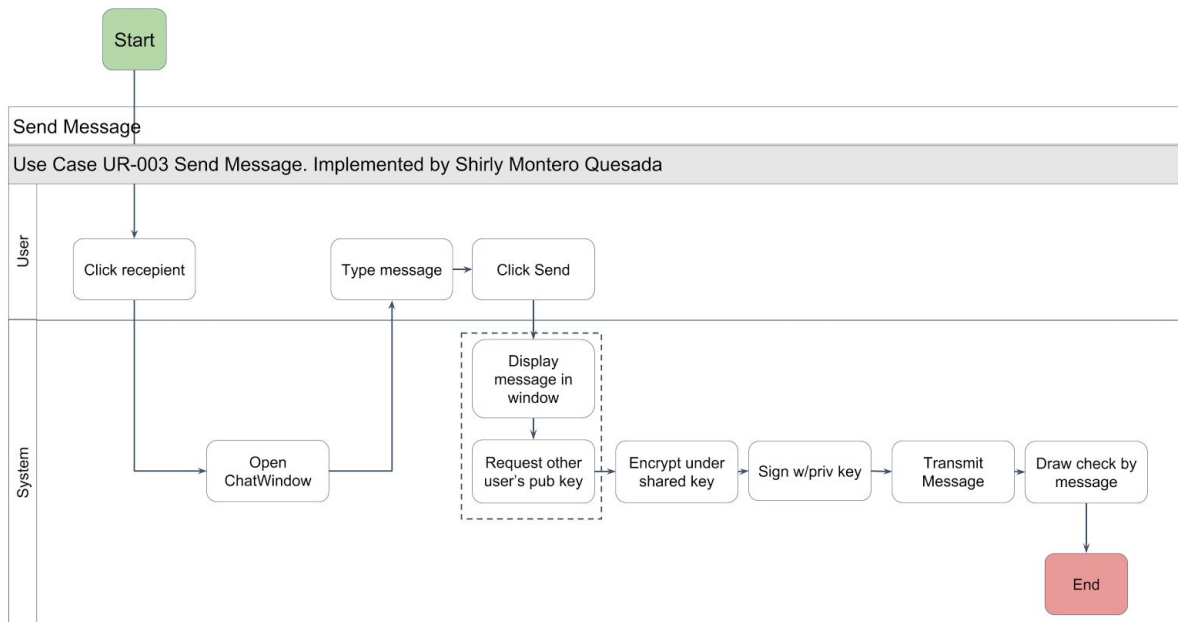 Start
Send Message
Use Case UR-003 Send Message. Implemented by Shirly Montero Quesada
User
Click recepient
Type message
Click Send
System
Open
ChatWindow
Display
message in
window
Request other
user's pub key
Encrypt under
shared key
Sign w/priv key
Transmit
Message
Draw check by
message
End